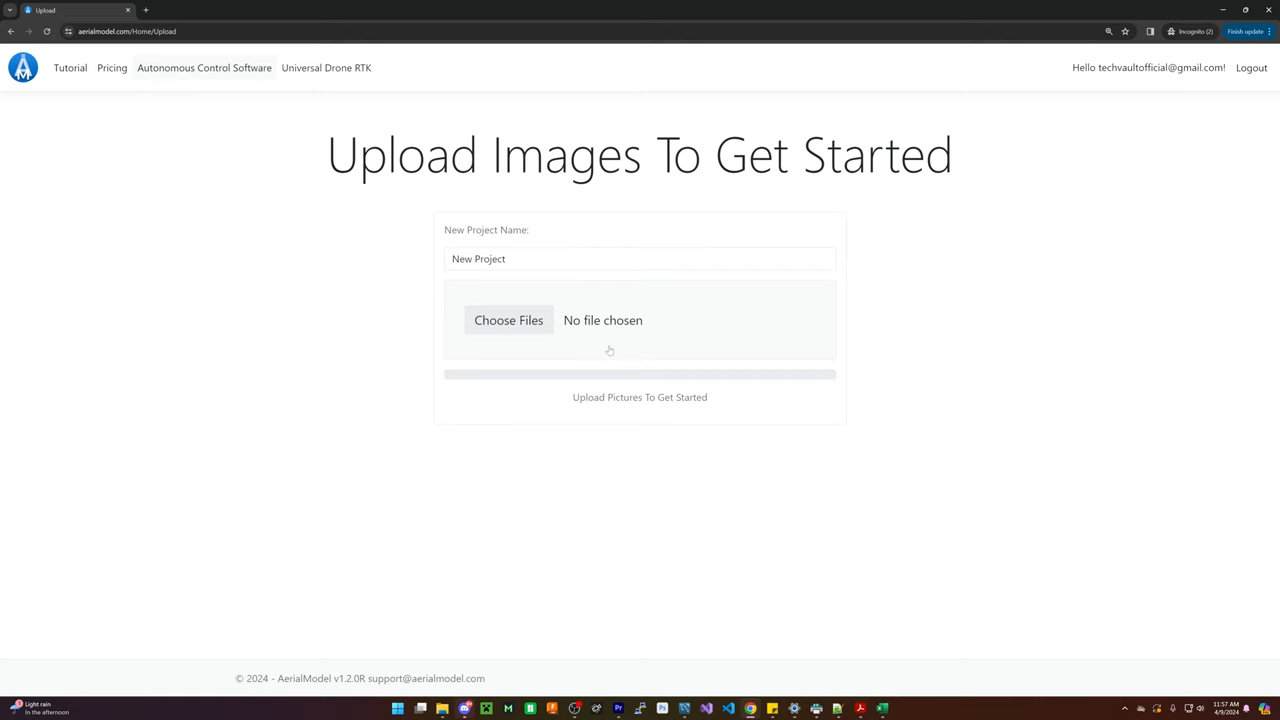 Upload
aerialmodel.com/Home/Upload
Incognito (2)
Finish update
Tutorial
Pricing
Autonomous Control Software
Universal Drone RTK
Hello techvaultofficial@gmail.com!
Logout
Upload Images To Get Started
New Project Name:
New Project
Choose Files
No file chosen
Upload Pictures To Get Started
© 2024 - AerialModel v1.2.0R support@aerialmodel.com
Light rain
In the afternoon
11:57 AM
4/9/2024